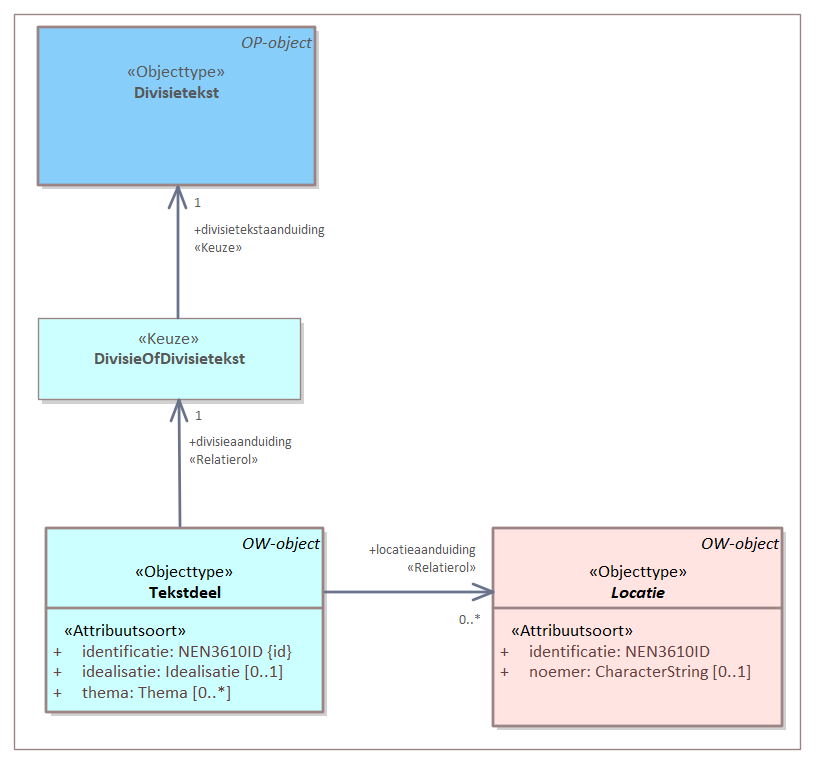 OP-object
«Objecttype»
Divisietekst
1
+divisietekstaanduiding
«Keuze»
«Keuze»
DivisieOfDivisietekst
1
+divisieaanduiding
«Relatierol»
OW-object
«Objecttype»
Tekstdeel
«Attribuutsoort»
+ identificatie: NEN3610ID {id}
+ idealisatie: Idealisatie [0..1]
+ thema: Thema [0..*]
+locatieaanduiding
«Relatierol»
0..*
OW-object
«Objecttype»
Locatie
«Attribuutsoort»
+ identificatie: NEN3610ID
+ noemer: CharacterString [0..1]